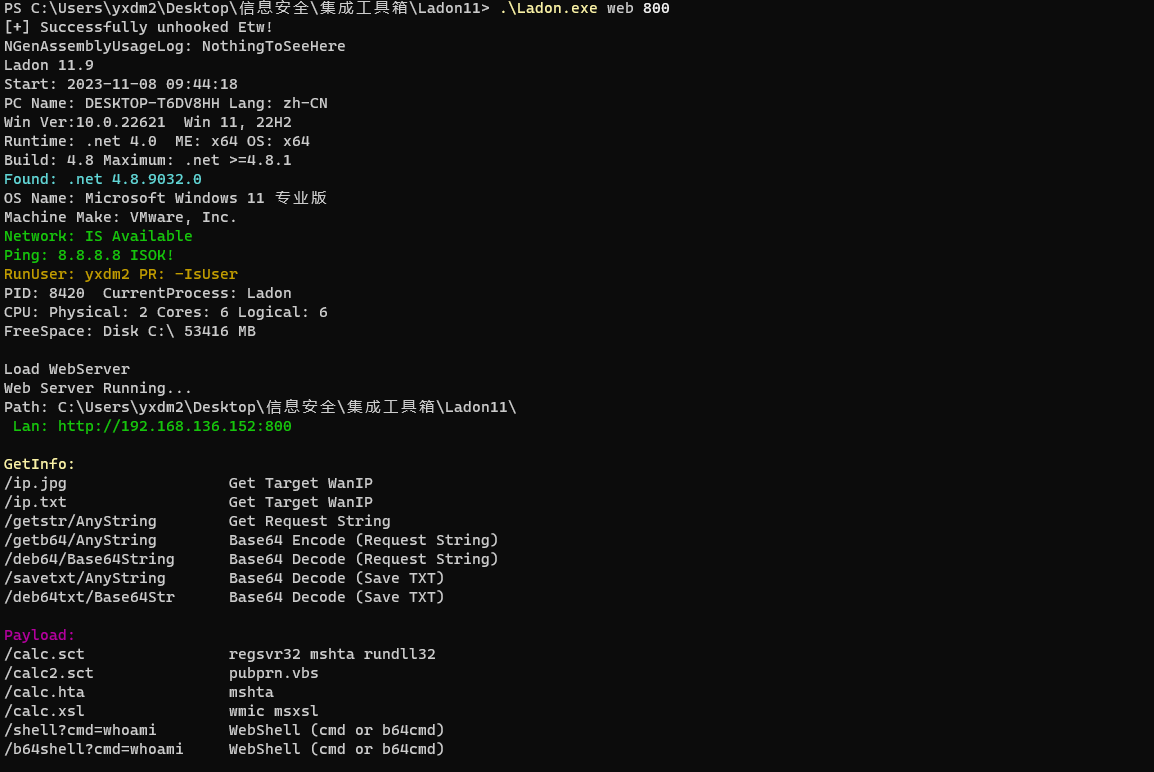 PS C:\Users\yxdm2\Desktop\信息安全\集成工具箱\Ladon11> .\Ladon.exe web 800
[+] Successfully unhooked Etw!
NGenAssemblyUsageLog: NothingToSeeHere
Ladon 11.9
Start: 2023-11-08 09:44:18
PC Name: DESKTOP-T6DV8HH Lang: zh-CN
Win Ver:10.0.22621  Win 11, 22H2
Runtime: .net 4.0  ME: x64 OS: x64
Build: 4.8 Maximum: .net >=4.8.1
Found: .net 4.8.9032.0
OS Name: Microsoft Windows 11 专业版
Machine Make: VMware, Inc.
Network: IS Available
Ping: 8.8.8.8 ISOK!
RunUser: yxdm2 PR: -IsUser
PID: 8420  CurrentProcess: Ladon
CPU: Physical: 2 Cores: 6 Logical: 6
FreeSpace: Disk C:\ 53416 MB
Load WebServer
Web Server Running...
Path: C:\Users\yxdm2\Desktop\信息安全\集成工具箱\Ladon11\
Lan: http://192.168.136.152:800
GetInfo:
/ip.jpg                  Get Target WanIP
/ip.txt                  Get Target WanIP
/getstr/AnyString        Get Request String
/getb64/AnyString        Base64 Encode (Request String)
/deb64/Base64String      Base64 Decode (Request String)
/savetxt/AnyString       Base64 Decode (Save TXT)
/deb64txt/Base64Str      Base64 Decode (Save TXT)
Payload:
/calc.sct                regsvr32 mshta rundll32
/calc2.sct               pubprn.vbs
/calc.hta                mshta
/calc.xsl                wmic msxsl
/shell?cmd=whoami        WebShell (cmd or b64cmd)
/b64shell?cmd=whoami     WebShell (cmd or b64cmd)